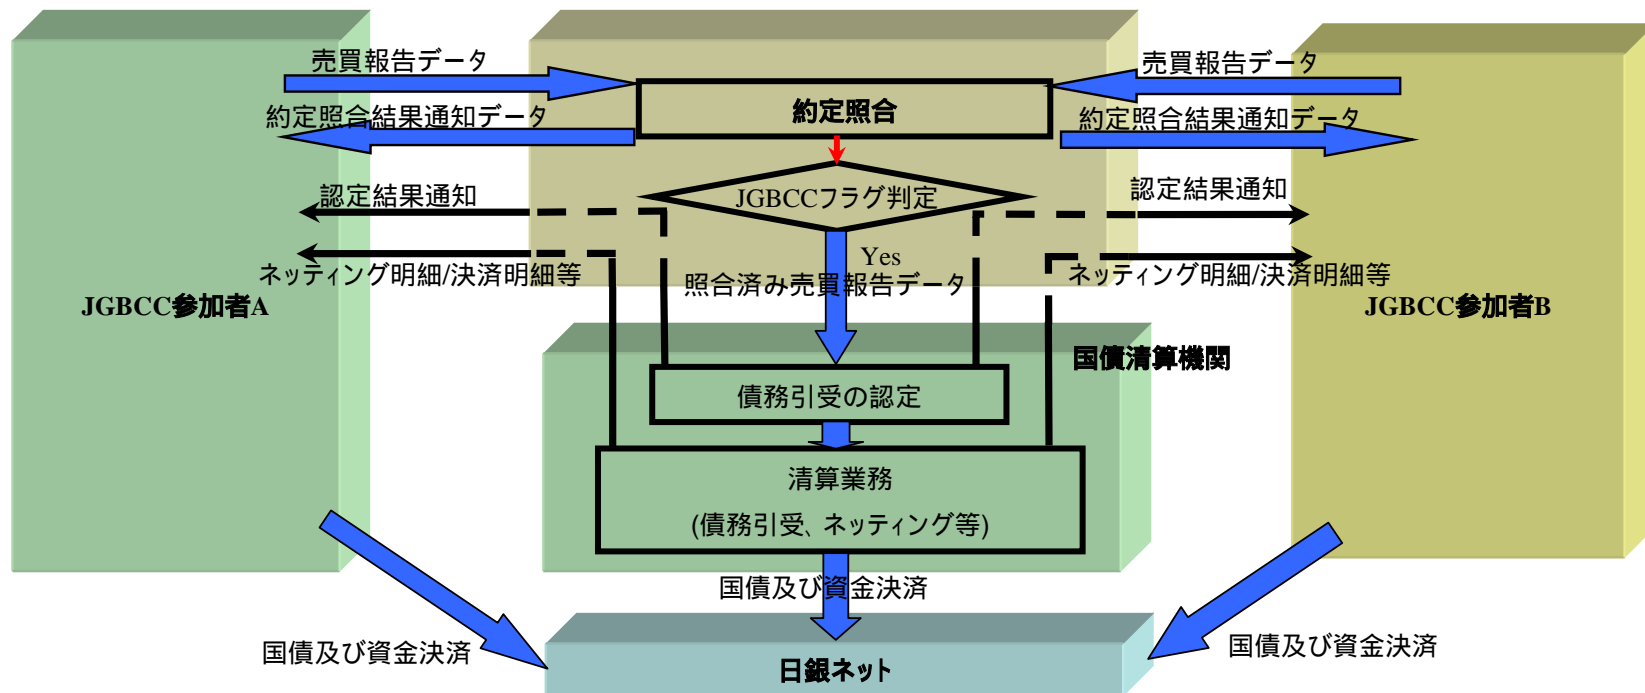 売買報告データ
売買報告データ
約定照合
約定照合結果通知データ
約定照合結果通知データ
認定結果通知
JGBCCフラグ判定
認定結果通知
Yes
ネッティング明細/決済明細等
照合済み売買報告データ
ネッティング明細/決済明細等
JGBCC参加者A
JGBCC参加者B
国債清算機関
債務引受の認定
清算業務
(債務引受、ネッティング等)
国債及び資金決済
国債及び資金決済
国債及び資金決済
日銀ネット